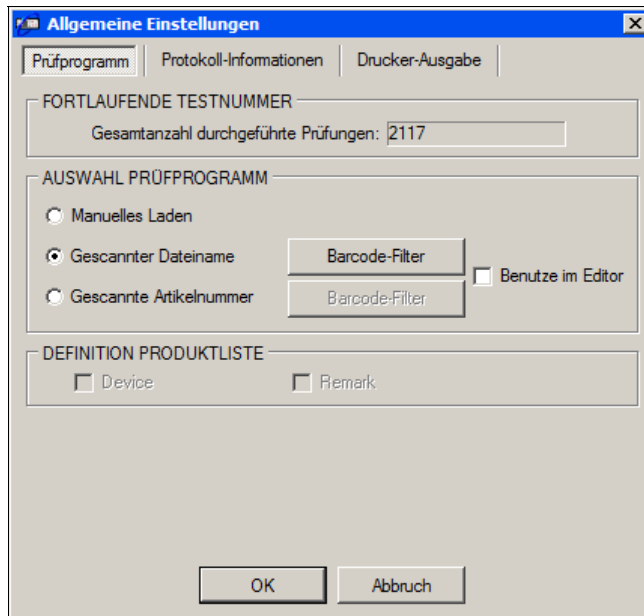 Allgemeine Einstellungen
Prüfprogramm Protokoll-Informationen Drucker-Ausgabe
FORTLAUFENDE TESTNUMMER
Gesamtanzahl durchgeführte Prüfungen: 2117
AUSWAHL PRÜFPROGRAMM
Manuelles Laden
Gescannter Dateiname Barcode-Filter
Benutze im Editor
Gescannte Artikelnummer Barcode-Filter
DEFINITION PRODUKTLISTE
Device Remark
OK Abbruch